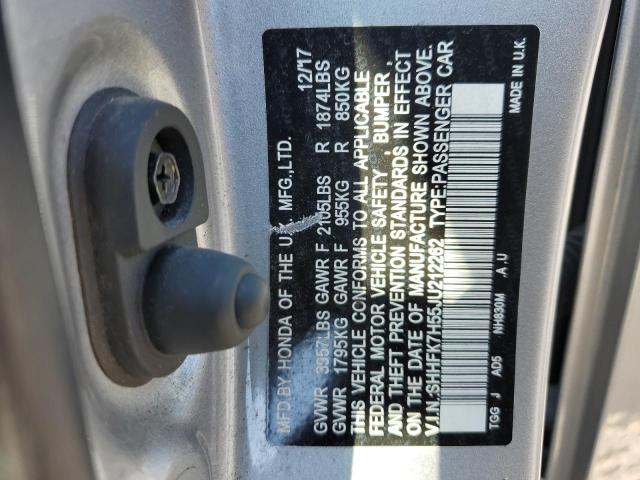 MFD.BY HONDA OF THE U.K. MFG.,LTD. 12/17
GVWR 3957LBS GAWR F 2105LBS R 1874LBS
GVWR 1795KG GAWR F 955KG R 850KG
THIS VEHICLE CONFORMS TO ALL APPLICABLE
FEDERAL MOTOR VEHICLE SAFETY , BUMPER ,
AND THEFT PREVENTION STANDARDS IN EFFECT
ON DATE OF MANUFACTURE SHOWN ABOVE.
V.I.N.:SHHFK7H55JU212262 TYPE:PASSENGER CAR
TGG J AD5 NH830M .A.U MADE IN U.K.